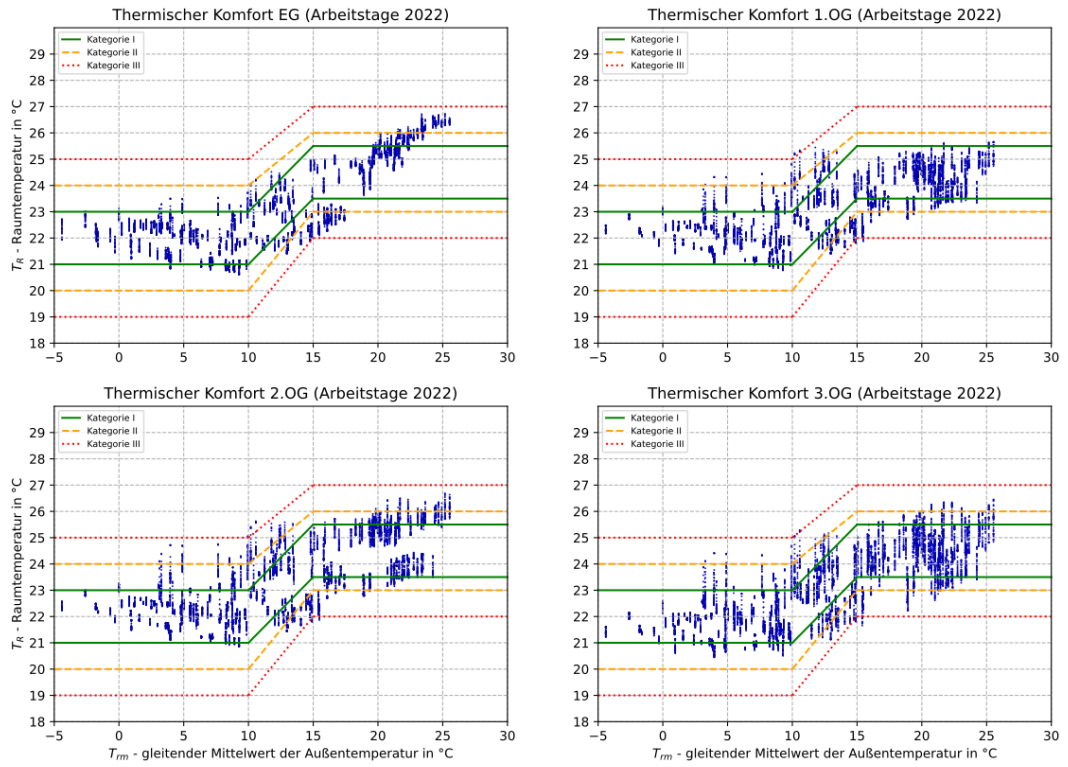 Thermischer Komfort EG (Arbeitstage 2022)
T_R - Raumtemperatur in °C
29
28
27
26
25
24
23
22
21
20
19
18
Kategorie I
Kategorie II
Kategorie III
−5 0 5 10 15 20 25 30
Thermischer Komfort 1.OG (Arbeitstage 2022)
29
28
27
26
25
24
23
22
21
20
19
18
Kategorie I
Kategorie II
Kategorie III
−5 0 5 10 15 20 25 30
Thermischer Komfort 2.OG (Arbeitstage 2022)
T_R - Raumtemperatur in °C
29
28
27
26
25
24
23
22
21
20
19
18
Kategorie I
Kategorie II
Kategorie III
−5 0 5 10 15 20 25 30
T_rm - gleitender Mittelwert der Außentemperatur in °C
Thermischer Komfort 3.OG (Arbeitstage 2022)
29
28
27
26
25
24
23
22
21
20
19
18
Kategorie I
Kategorie II
Kategorie III
−5 0 5 10 15 20 25 30
T_rm - gleitender Mittelwert der Außentemperatur in °C